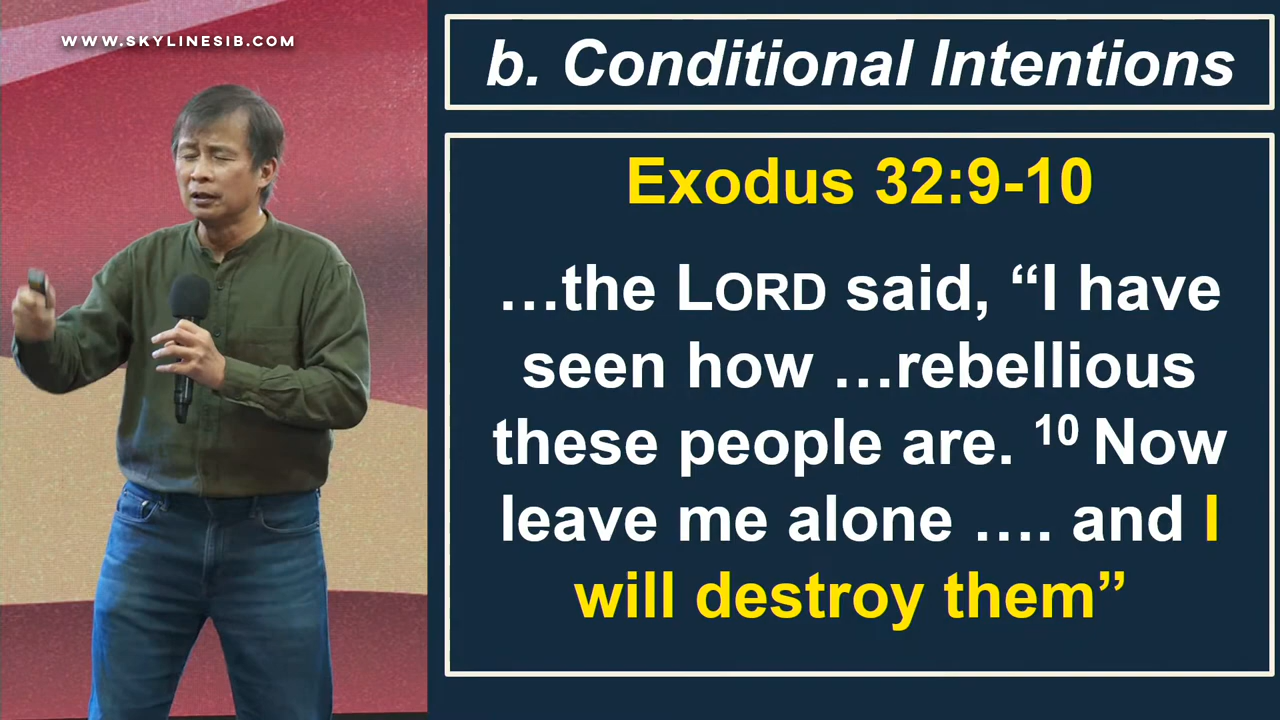 WWW.SKYLINESIB.COM
b. Conditional Intentions
Exodus 32:9-10
…the LORD said, “I have
seen how …rebellious
these people are. 10 Now
leave me alone …. and I
will destroy them”